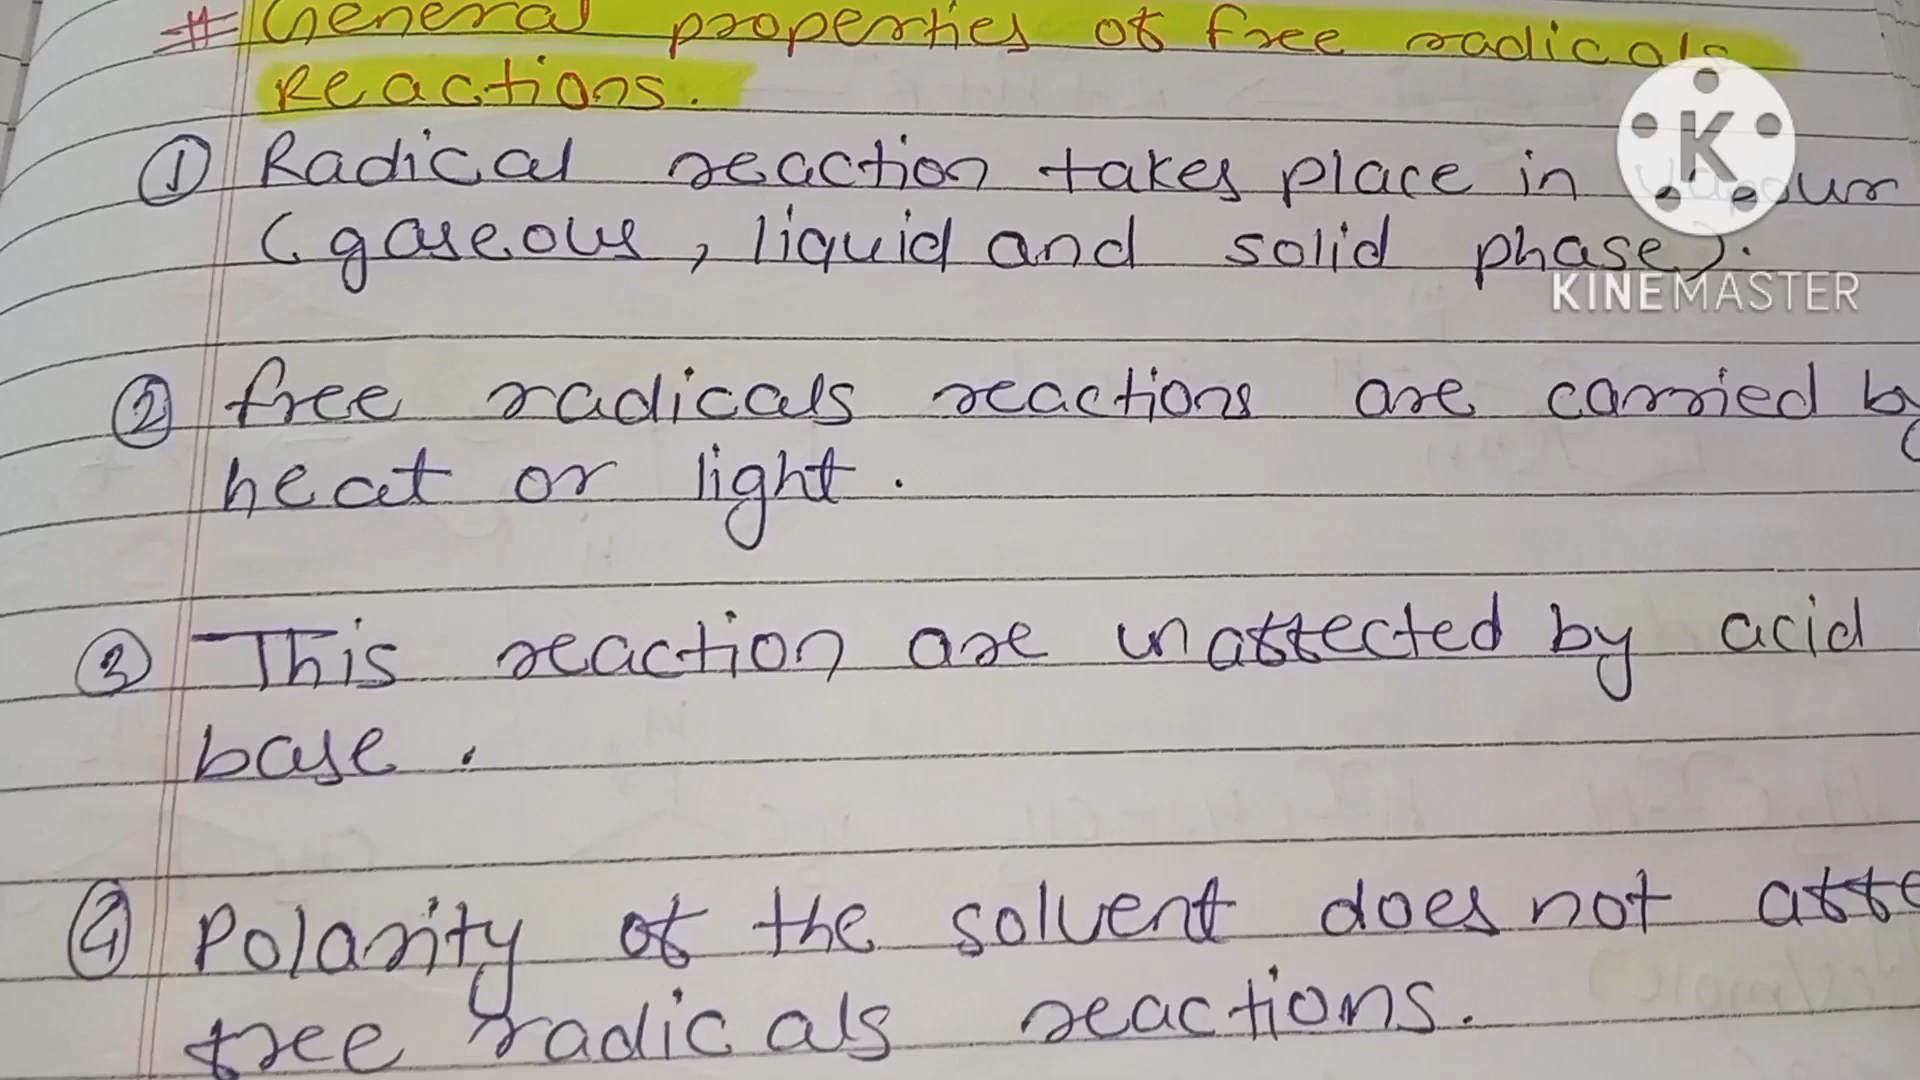 # General properties of free radicals
Reactions.
① Radical reaction takes place in vapour
(gaseous, liquid and solid phase).
KINEMASTER
② free radicals reactions are carried by
heat or light.
③ This reaction are unaffected by acid
base.
④ Polarity of the solvent does not affe
free radicals reactions.